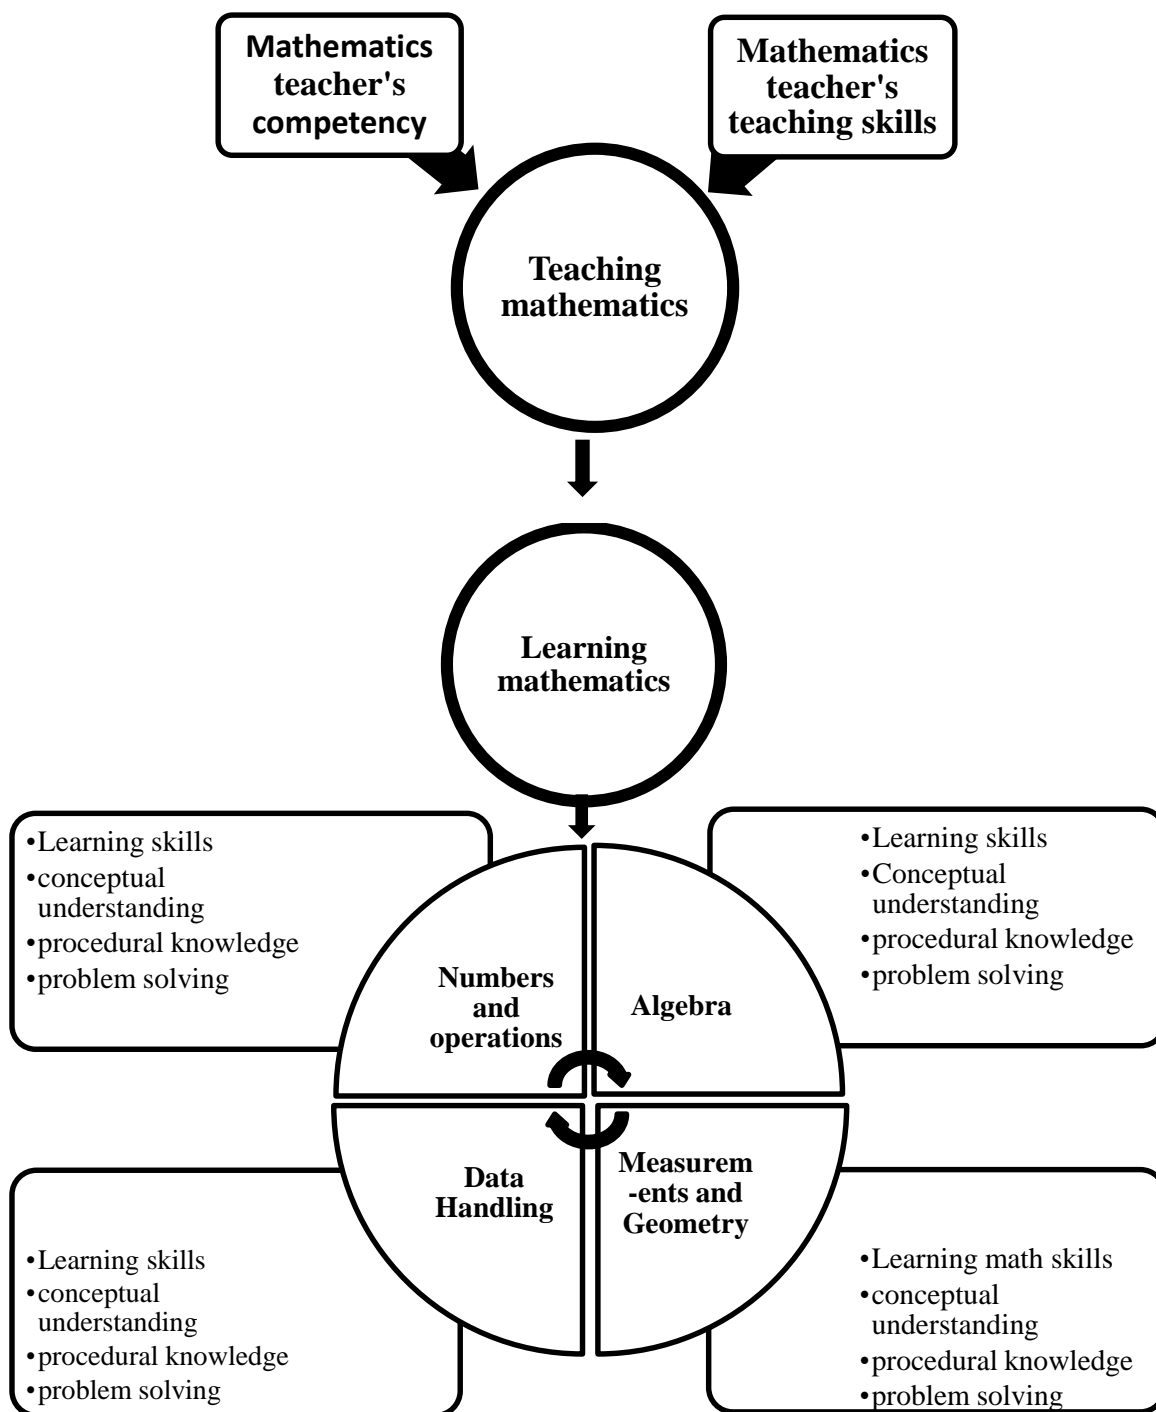 Mathematics
teacher's
competency
Mathematics
teacher's
teaching skills
Teaching
mathematics
Learning
mathematics
•Learning skills
•conceptual
understanding
•procedural knowledge
•problem solving
•Learning skills
•Conceptual
understanding
•procedural knowledge
•problem solving
Numbers
and
operations
Algebra
Data
Handling
Measurem
-ents and
Geometry
•Learning skills
•conceptual
understanding
•procedural knowledge
•problem solving
•Learning math skills
•conceptual
understanding
•procedural knowledge
•problem solving